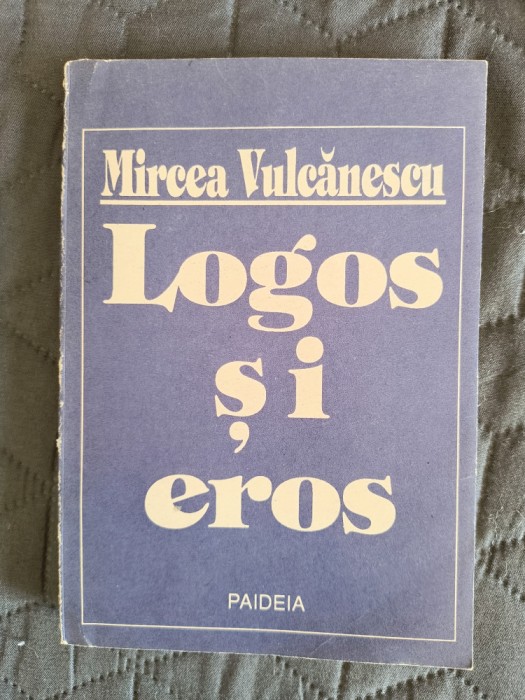 Mircea Vulcănescu
Logos
și
eros
PAIDEIA